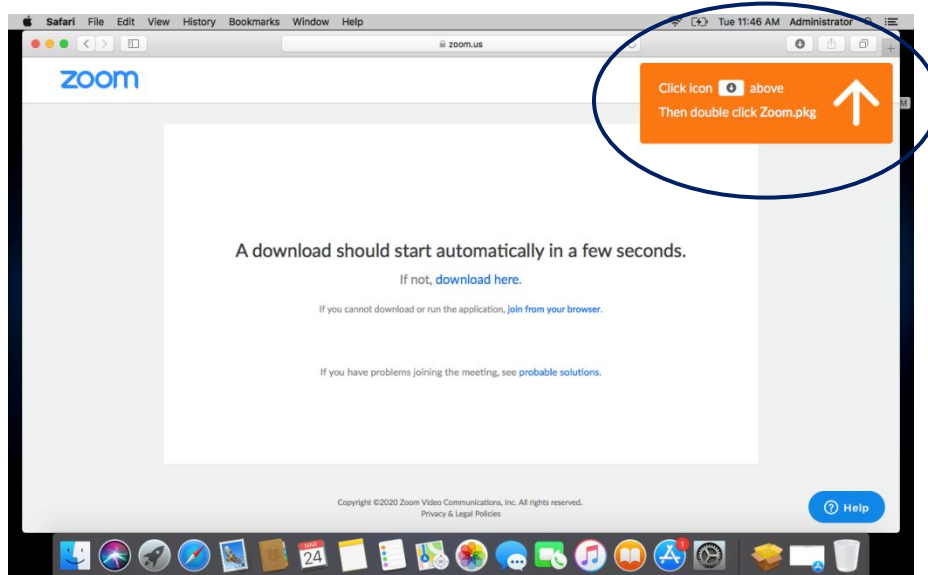 Safari File Edit View History Bookmarks Window Help Tue 11:46 AM Administrator
zoom.us
zoom
Click icon above
Then double click Zoom.pkg
M
A download should start automatically in a few seconds.
If not, download here.
If you cannot download or run the application, join from your browser.
If you have problems joining the meeting, see probable solutions.
Copyright ©2020 Zoom Video Communications, Inc. All rights reserved.
Privacy & Legal Policies
Help
MAR
24
1